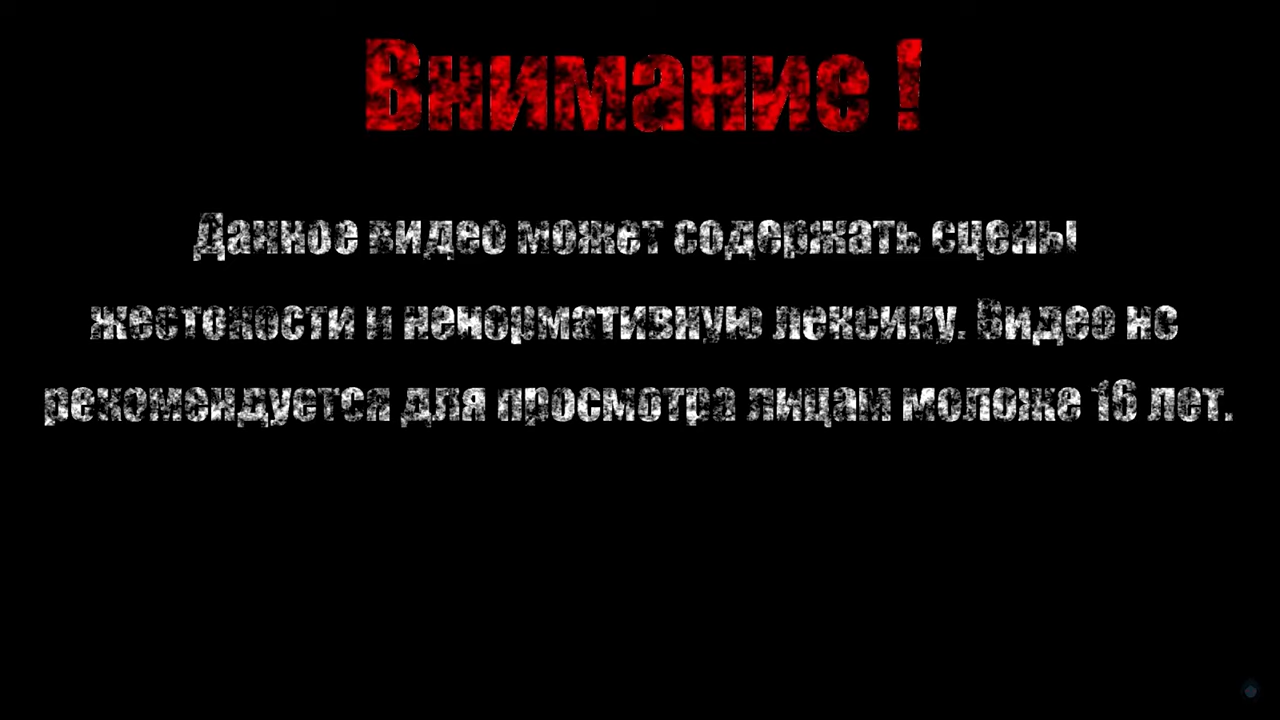 Внимание !
Данное видео может содержать сцены
жестокости и ненормативную лексику. Видео не
рекомендуется для просмотра лицам моложе 16 лет.